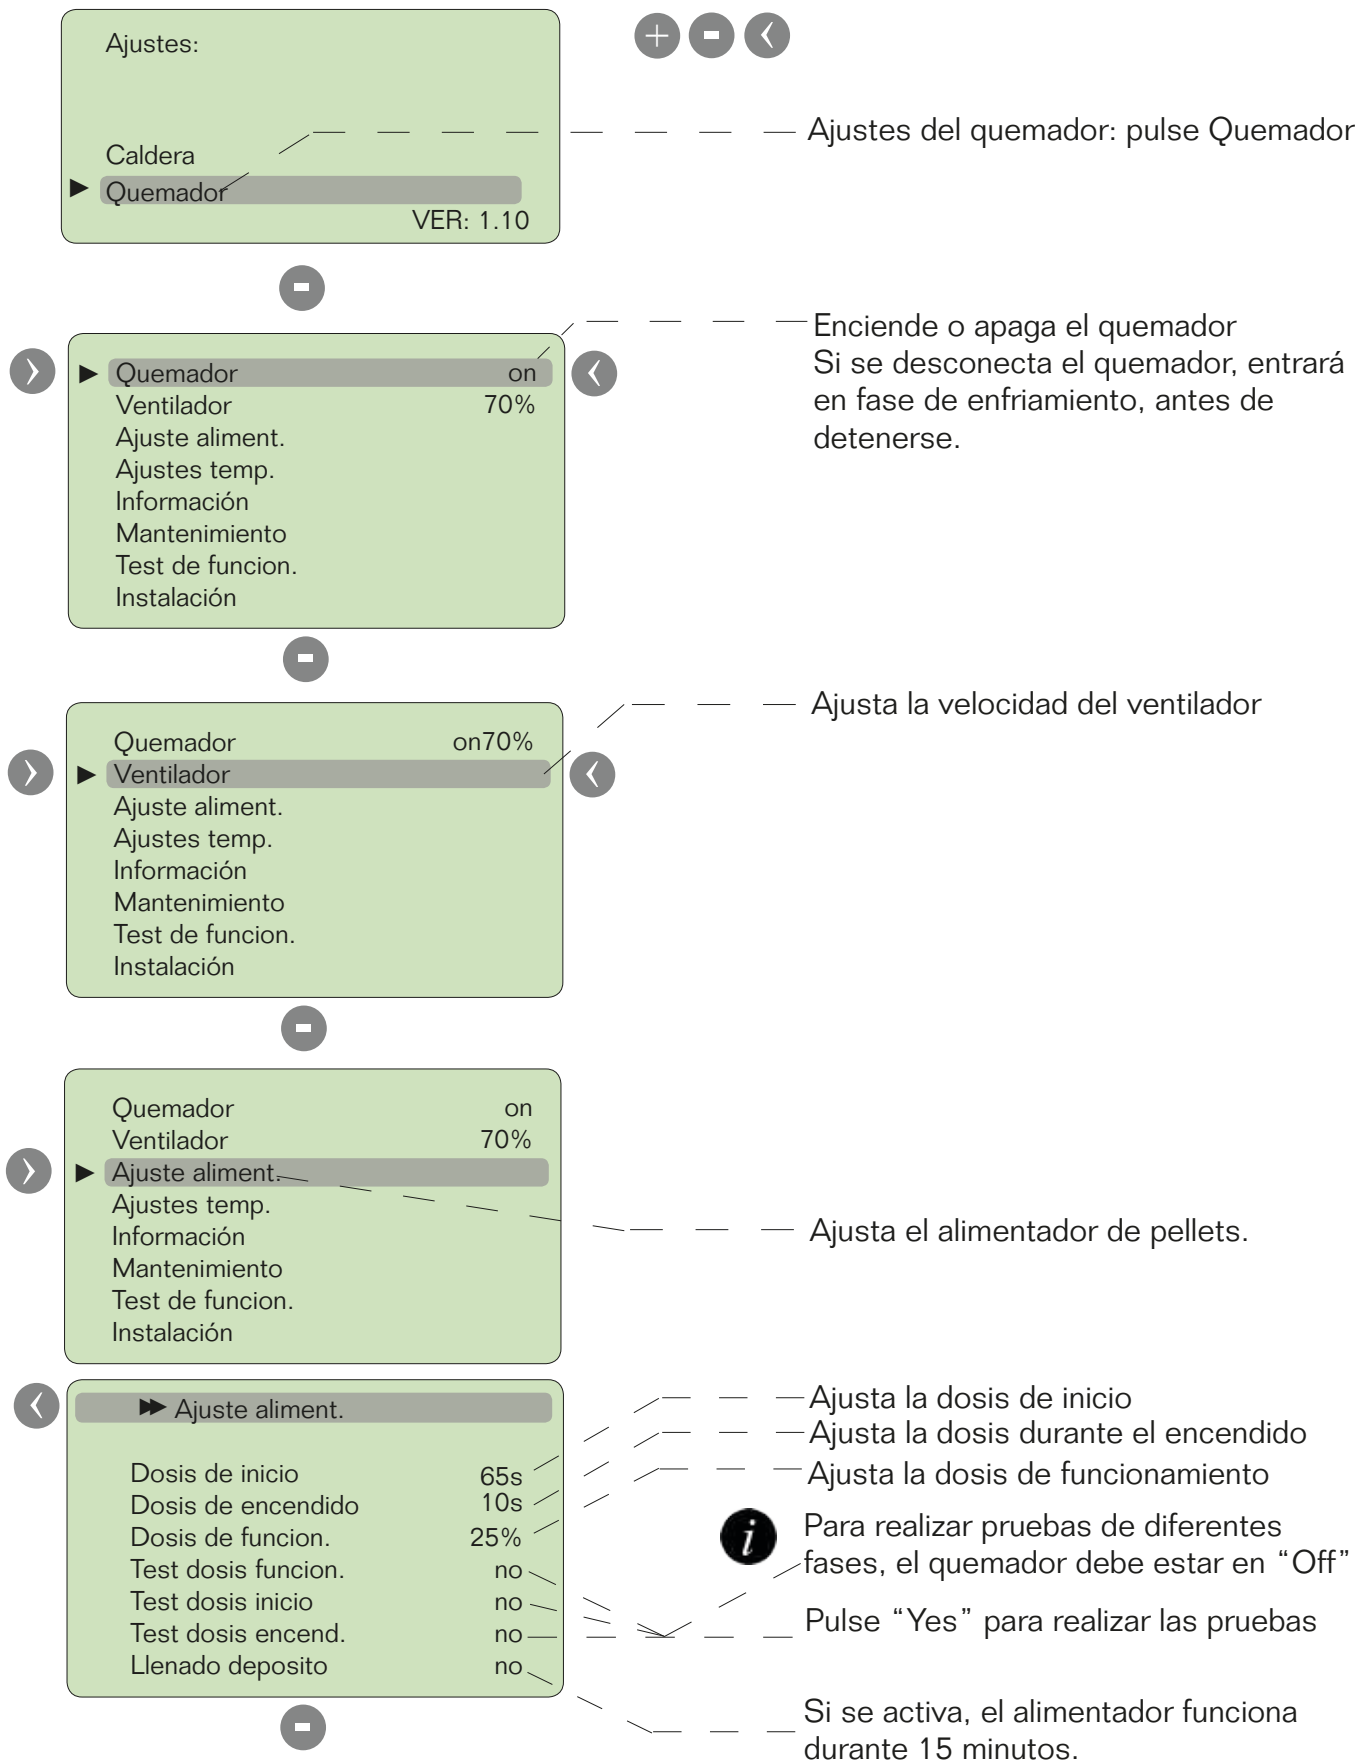 Ajustes:
Caldera
Quemador
VER: 1.10
Ajustes del quemador: pulse Quemador
Quemador on
Ventilador 70%
Ajuste aliment.
Ajustes temp.
Información
Mantenimiento
Test de funcion.
Instalación
Enciende o apaga el quemador
Si se desconecta el quemador, entrará
en fase de enfriamiento, antes de
detenerse.
Quemador on70%
Ventilador
Ajuste aliment.
Ajustes temp.
Información
Mantenimiento
Test de funcion.
Instalación
Ajusta la velocidad del ventilador
Quemador on
Ventilador 70%
Ajuste aliment.
Ajustes temp.
Información
Mantenimiento
Test de funcion.
Instalación
Ajusta el alimentador de pellets.
Ajuste aliment.
Dosis de inicio 65s
Dosis de encendido 10s
Dosis de funcion. 25%
Test dosis funcion. no
Test dosis inicio no
Test dosis encend. no
Llenado deposito no
Ajusta la dosis de inicio
Ajusta la dosis durante el encendido
Ajusta la dosis de funcionamiento
i
Para realizar pruebas de diferentes
fases, el quemador debe estar en “Off”
Pulse “Yes” para realizar las pruebas
Si se activa, el alimentador funciona
durante 15 minutos.